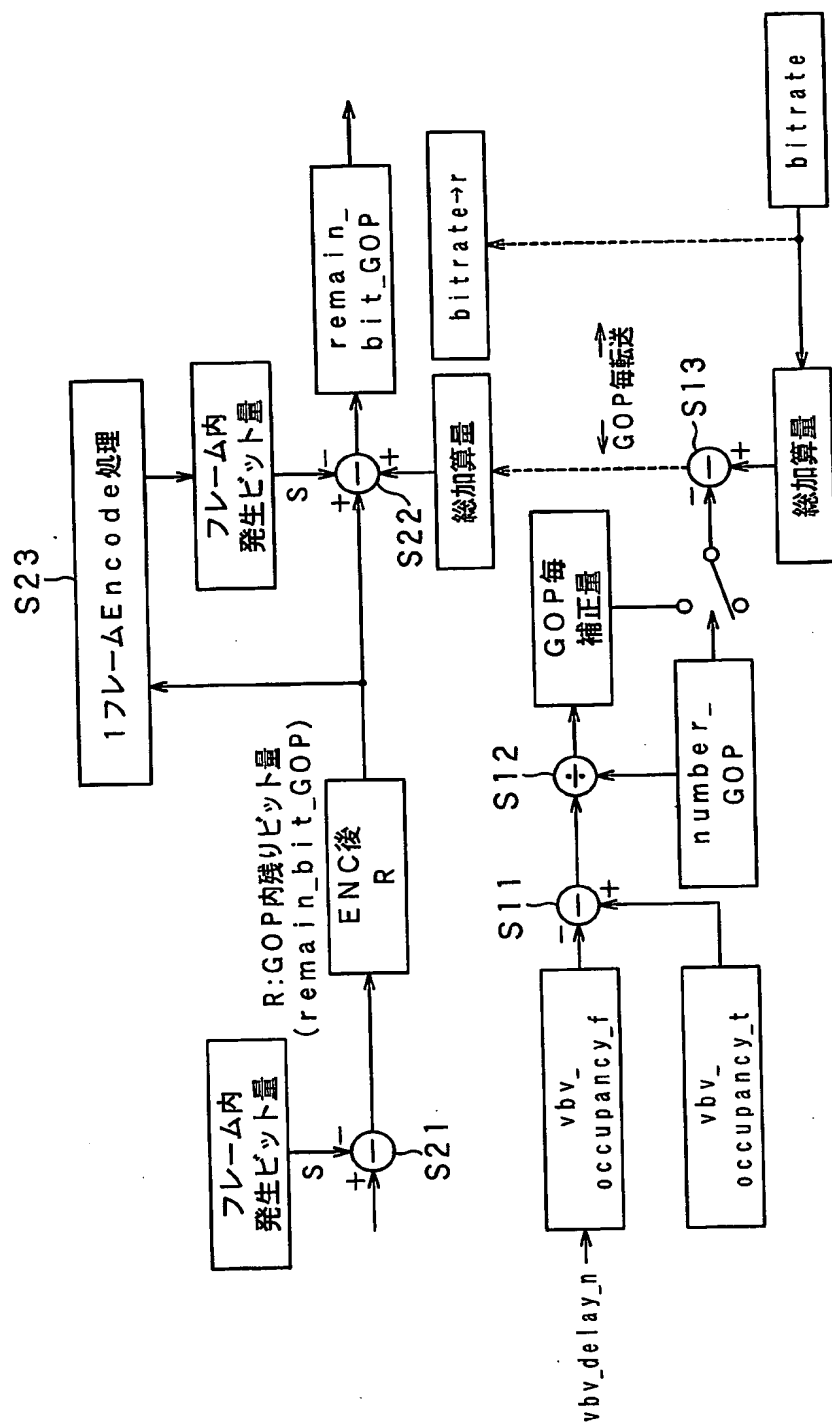 S23
1フレームEncode処理
フレーム内
発生ビット量
S
−
+
S21
R:GOP内残りビット量
(remain_bit_GOP)
ENC後
R
フレーム内
発生ビット量
S
−
+
−
+
S22
remain_
bit_GOP
総加算量
bitrate→r
GOP毎転送
vbv_delay_n
vbv_
occupancy_f
vbv_
occupancy_t
S11
−
−
+
S12
÷
GOP毎
補正量
number_
GOP
S13
−
−
+
総加算量
bitrate